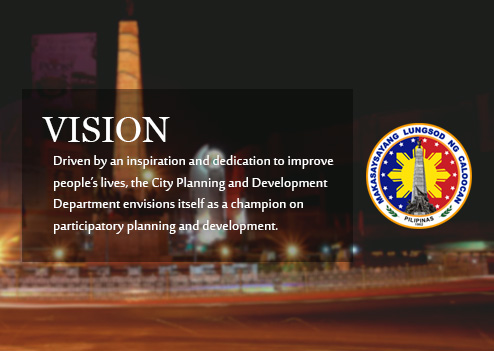 VISION
Driven by an inspiration and dedication to improve
people's lives, the City Planning and Development
Department envisions itself as a champion on
participatory planning and development.
MAKASAYSAYANG LUNGSOD NG CALOOCAN
PILIPINAS